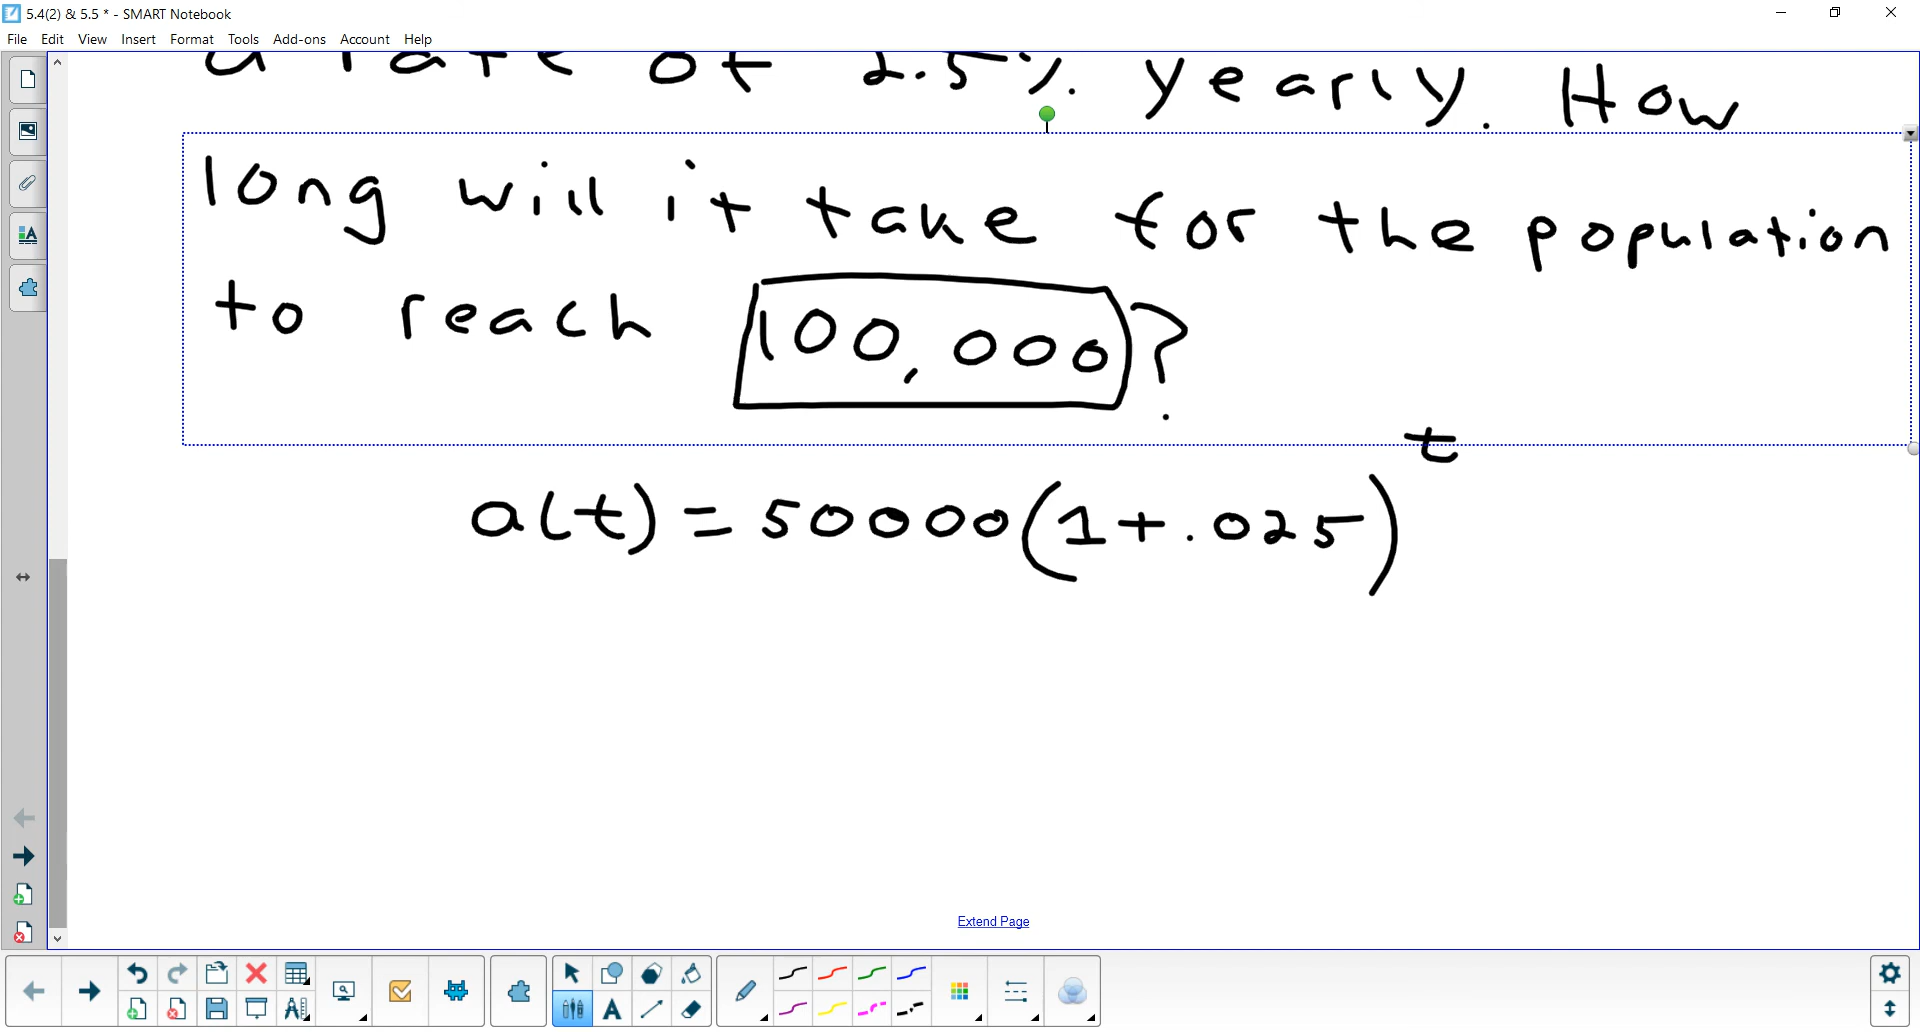 5.4(2) & 5.5 * - SMART Notebook
File Edit View Insert Format Tools Add-ons Account Help
a rate of 2.5% yearly. How
long will it take for the population
to reach 100,000?
a(t) = 50000(1+.025)^t
Extend Page